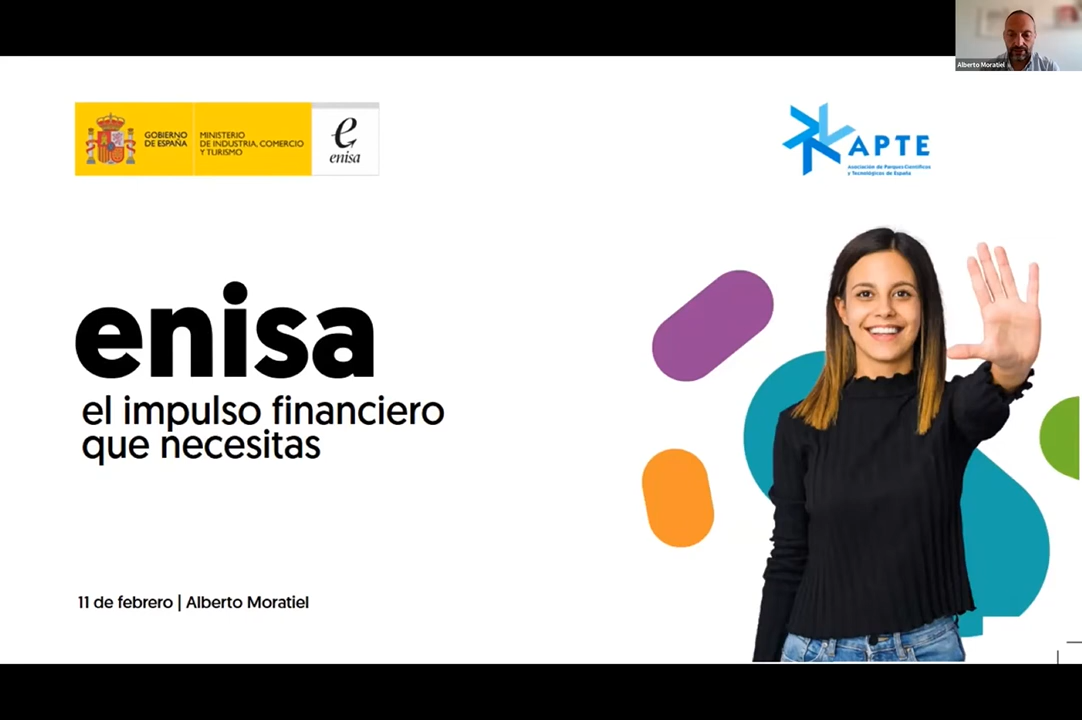 Alberto Moratiel
GOBIERNO
DE ESPAÑA
MINISTERIO
DE INDUSTRIA, COMERCIO
Y TURISMO
e
enisa
APTE
Asociación de Parques Científicos
y Tecnológicos de España
enisa
el impulso financiero
que necesitas
11 de febrero | Alberto Moratiel